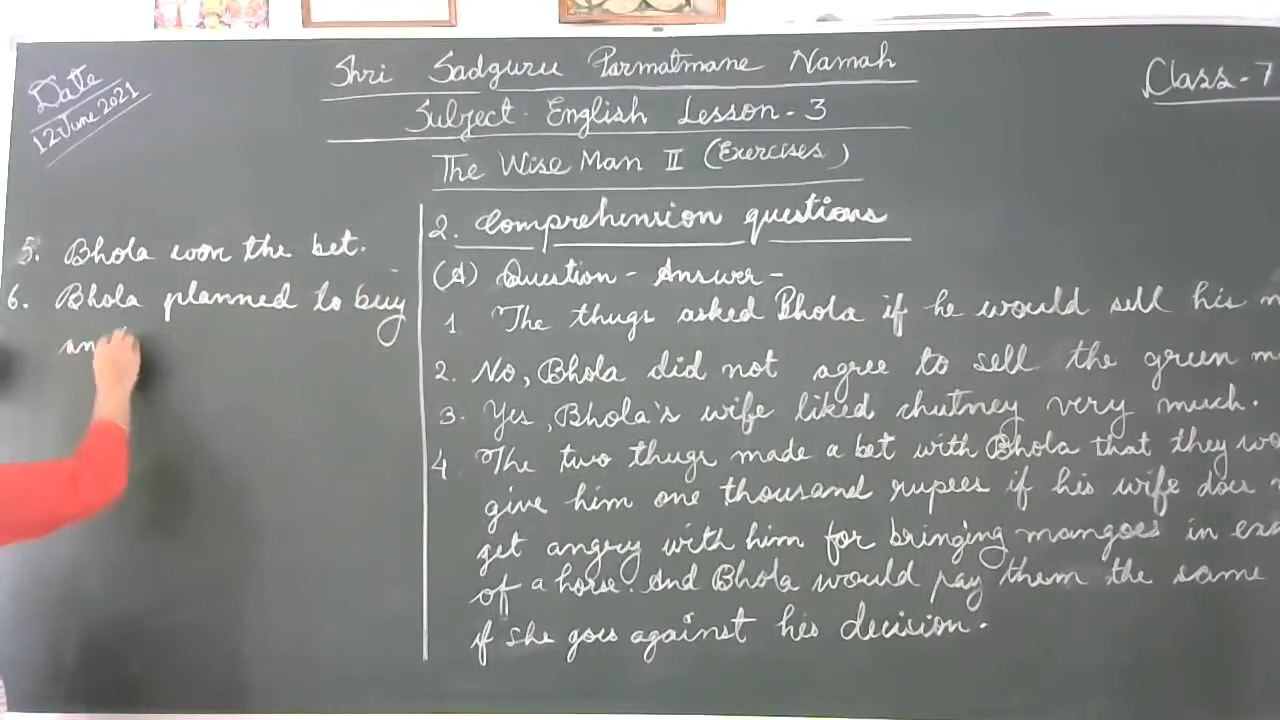 Date
12 June 2021
Shri Sadguru Parmatmane Namah
Class-7
Subject- English Lesson-3
The Wise Man II (Exercises)
2. Comprehension questions
(A) Question - Answer -
1 The thugs asked Bhola if he would sell his
2. No, Bhola did not agree to sell the green
3. Yes, Bhola's wife liked chutney very much.
4 The two thugs made a bet with Bhola that they
give him one thousand rupees if his wife does
get angry with him for bringing mangoes in
of a horse. And Bhola would pay them the same
if she goes against his decision.
5. Bhola won the bet.
6. Bhola planned to buy